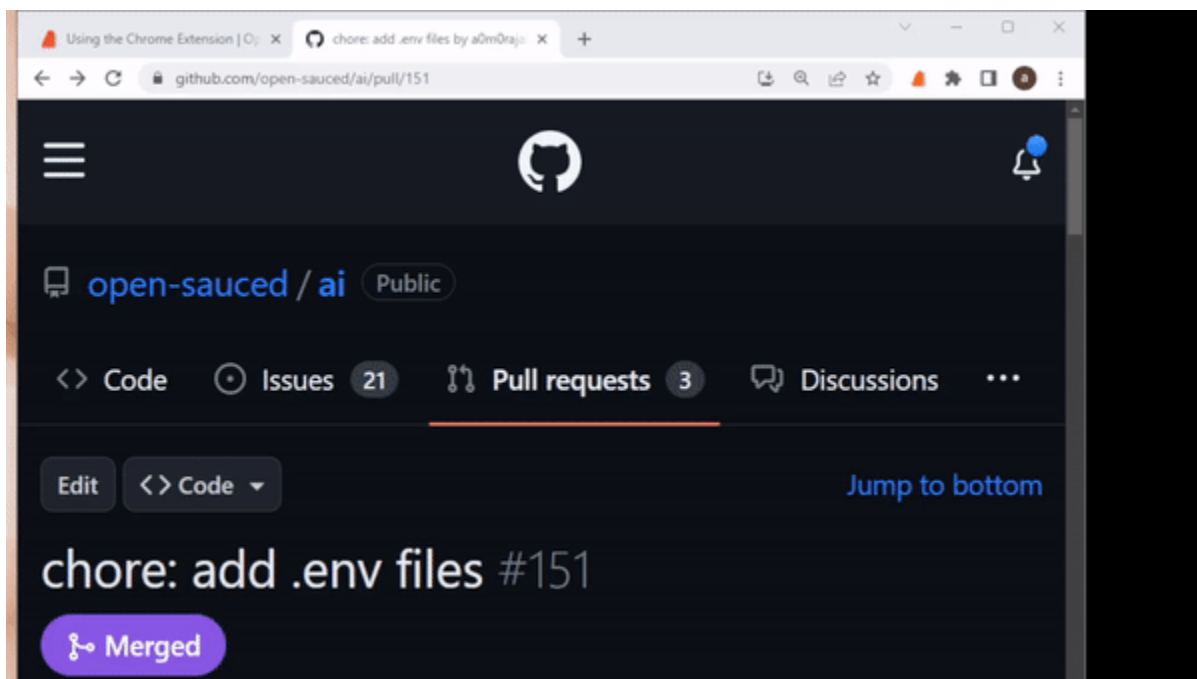 Using the Chrome Extension | Op
chore: add .env files by a0m0raja
github.com/open-sauced/ai/pull/151
a
open-sauced / ai Public
Code Issues 21 Pull requests 3 Discussions
Edit <> Code Jump to bottom
chore: add .env files #151
Merged